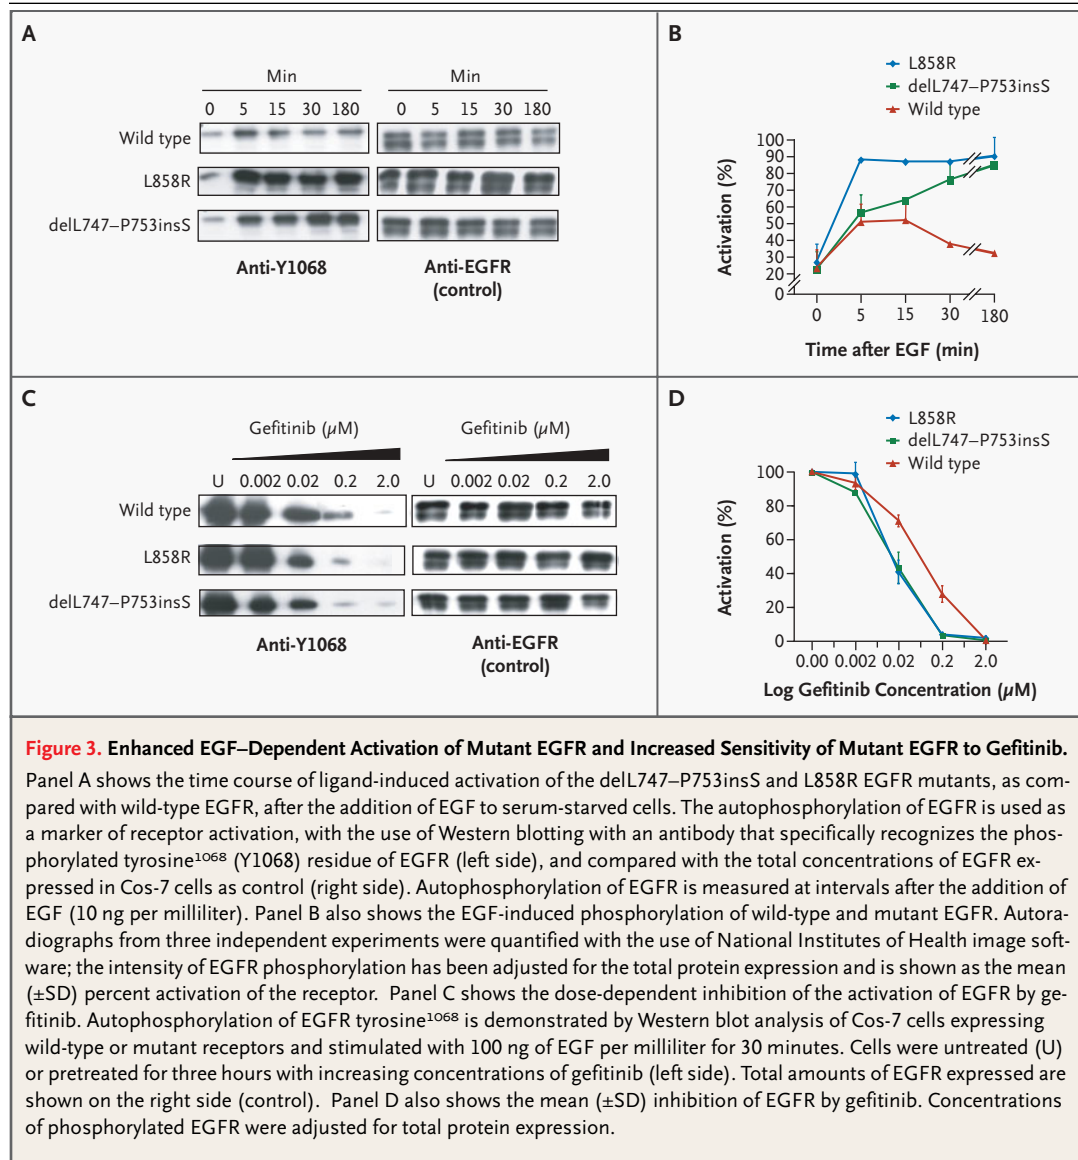 A
Min Min
0 5 15 30 180 0 5 15 30 180
Wild type
L858R
delL747–P753insS
Anti-Y1068 Anti-EGFR
(control)
B
L858R
delL747–P753insS
Wild type
100
90
80
70
60
50
40
30
20
0
Activation (%)
0 5 15 30 180
Time after EGF (min)
C
Gefitinib (µM) Gefitinib (µM)
U 0.002 0.02 0.2 2.0 U 0.002 0.02 0.2 2.0
Wild type
L858R
delL747–P753insS
Anti-Y1068 Anti-EGFR
(control)
D
L858R
delL747–P753insS
Wild type
100
80
60
40
20
0
Activation (%)
0.00 0.002 0.02 0.2 2.0
Log Gefitinib Concentration (µM)
Figure 3. Enhanced EGF–Dependent Activation of Mutant EGFR and Increased Sensitivity of Mutant EGFR to Gefitinib.
Panel A shows the time course of ligand-induced activation of the delL747–P753insS and L858R EGFR mutants, as com-
pared with wild-type EGFR, after the addition of EGF to serum-starved cells. The autophosphorylation of EGFR is used as
a marker of receptor activation, with the use of Western blotting with an antibody that specifically recognizes the phos-
phorylated tyrosine¹⁰⁶⁸ (Y1068) residue of EGFR (left side), and compared with the total concentrations of EGFR ex-
pressed in Cos-7 cells as control (right side). Autophosphorylation of EGFR is measured at intervals after the addition of
EGF (10 ng per milliliter). Panel B also shows the EGF-induced phosphorylation of wild-type and mutant EGFR. Autora-
diographs from three independent experiments were quantified with the use of National Institutes of Health image soft-
ware; the intensity of EGFR phosphorylation has been adjusted for the total protein expression and is shown as the mean
(±SD) percent activation of the receptor. Panel C shows the dose-dependent inhibition of the activation of EGFR by ge-
fitinib. Autophosphorylation of EGFR tyrosine¹⁰⁶⁸ is demonstrated by Western blot analysis of Cos-7 cells expressing
wild-type or mutant receptors and stimulated with 100 ng of EGF per milliliter for 30 minutes. Cells were untreated (U)
or pretreated for three hours with increasing concentrations of gefitinib (left side). Total amounts of EGFR expressed are
shown on the right side (control). Panel D also shows the mean (±SD) inhibition of EGFR by gefitinib. Concentrations
of phosphorylated EGFR were adjusted for total protein expression.